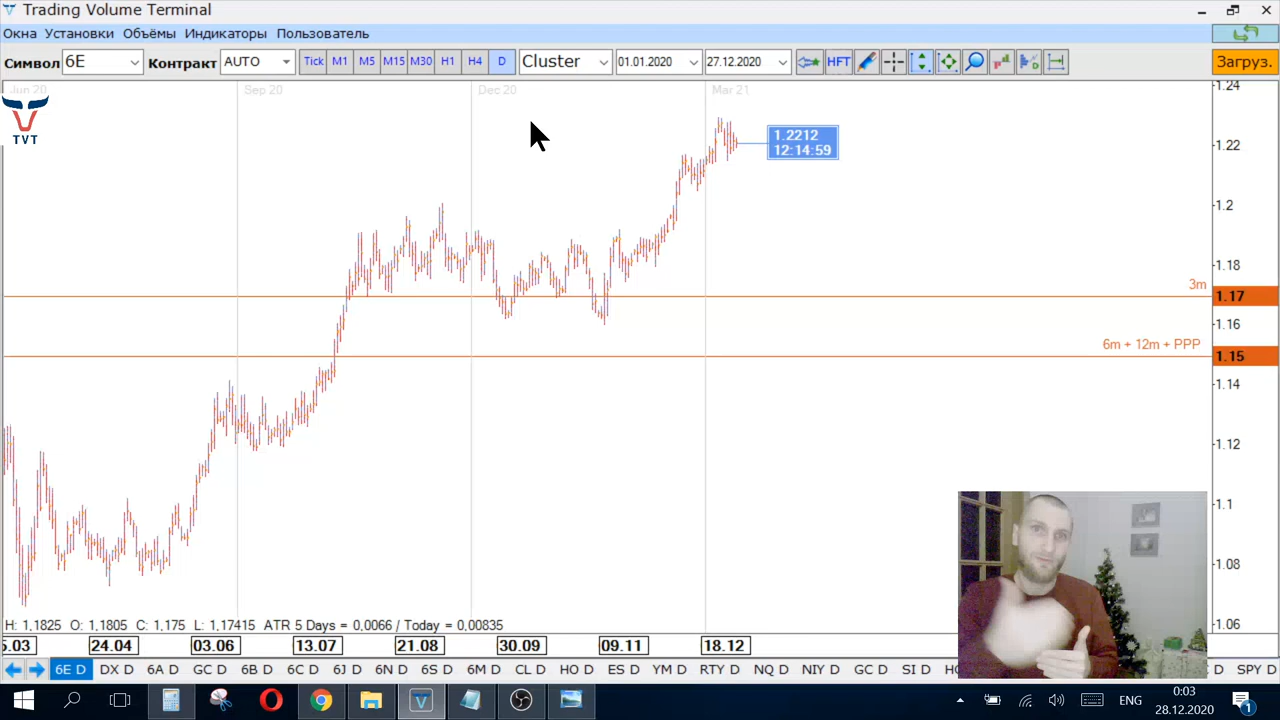 Trading Volume Terminal
Окна Установки Объёмы Индикаторы Пользователь
Символ 6E Контракт AUTO Tick M1 M5 M15 M30 H1 H4 D Cluster 01.01.2020 27.12.2020 HFT Загруз.
Jun 20 Sep 20 Dec 20 Mar 21
1.24
TVT
1.2212
12:14:59
1.22
1.2
1.18
3m
1.17
1.16
6m + 12m + PPP
1.15
1.14
1.12
1.1
1.08
1.06
H: 1,1825 O: 1,1805 C: 1,175 L: 1,17415 ATR 5 Days = 0,0066 / Today = 0,00835
5.03 24.04 03.06 13.07 21.08 30.09 09.11 18.12
6E D DX D 6A D GC D 6B D 6C D 6J D 6N D 6S D 6M D CL D HO D ES D YM D RTY D NQ D NIY D GC D SI D D SPY D
V ENG 0:03
28.12.2020 1